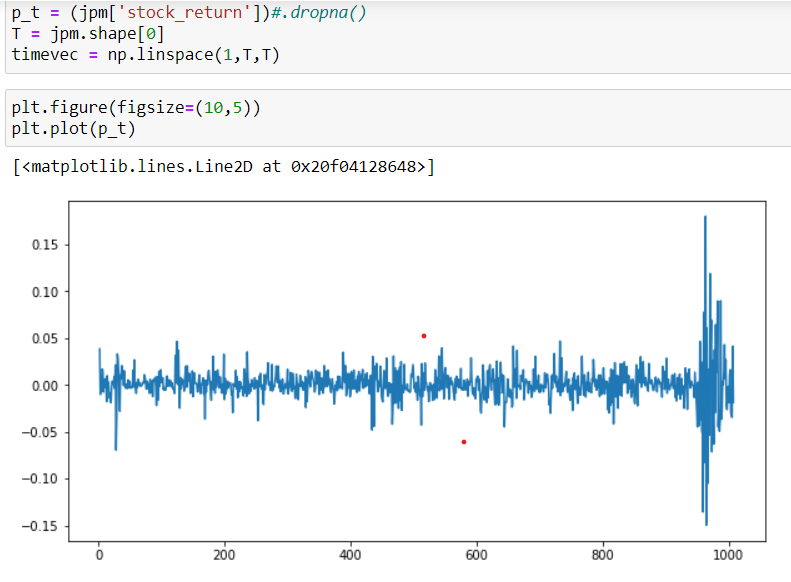 p_t = (jpm['stock_return'])#.dropna()
T = jpm.shape[0]
timevec = np.linspace(1,T,T)
plt.figure(figsize=(10,5))
plt.plot(p_t)
[<matplotlib.lines.Line2D at 0x20f04128648>]
0.15
0.10
0.05
0.00
−0.05
−0.10
−0.15
0 200 400 600 800 1000